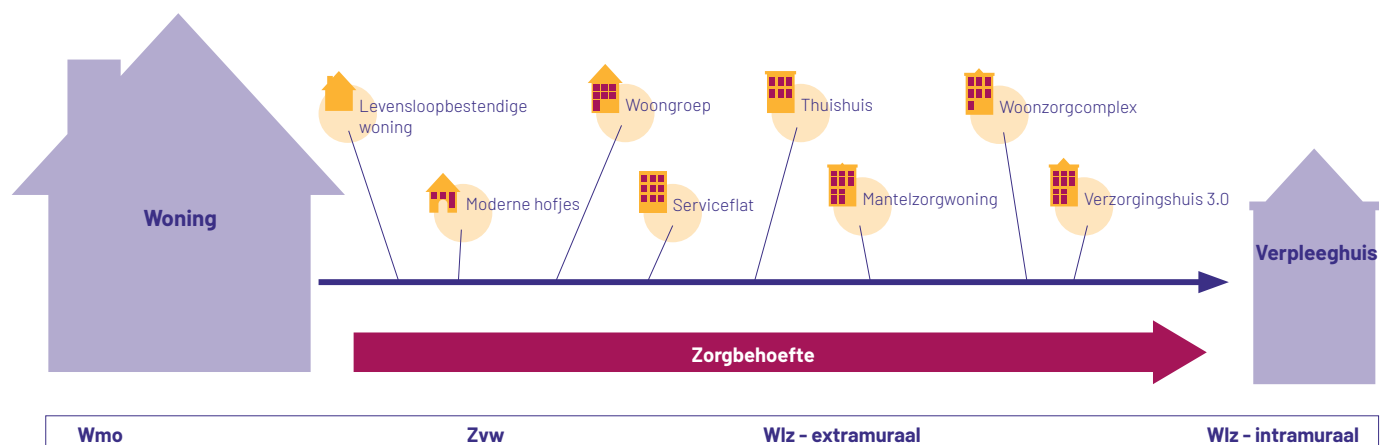 Levensloopbestendige
woning
Woongroep
Thuishuis
Woonzorgcomplex
Moderne hofjes
Serviceflat
Mantelzorgwoning
Verzorgingshuis 3.0
Woning
Verpleeghuis
Zorgbehoefte
Wmo Zvw Wlz - extramuraal Wlz - intramuraal